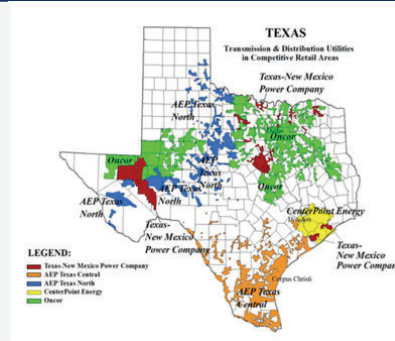 TEXAS
Transmission & Distribution Utilities
in Competitive Retail Areas
Texas-New Mexico
Power Company
AEP Texas
North
Oncor
Oncor
AEP
Texas
North
AEP Texas
North
AEP Texas
North
Oncor
CenterPoint Energy
Texas-
New Mexico
Power Company
Texas-
New Mexico
Power Company
LEGEND:
Texas-New Mexico Power Company
AEP Texas Central
AEP Texas North
CenterPoint Energy
Oncor
Corpus Christi
AEP Texas
Central